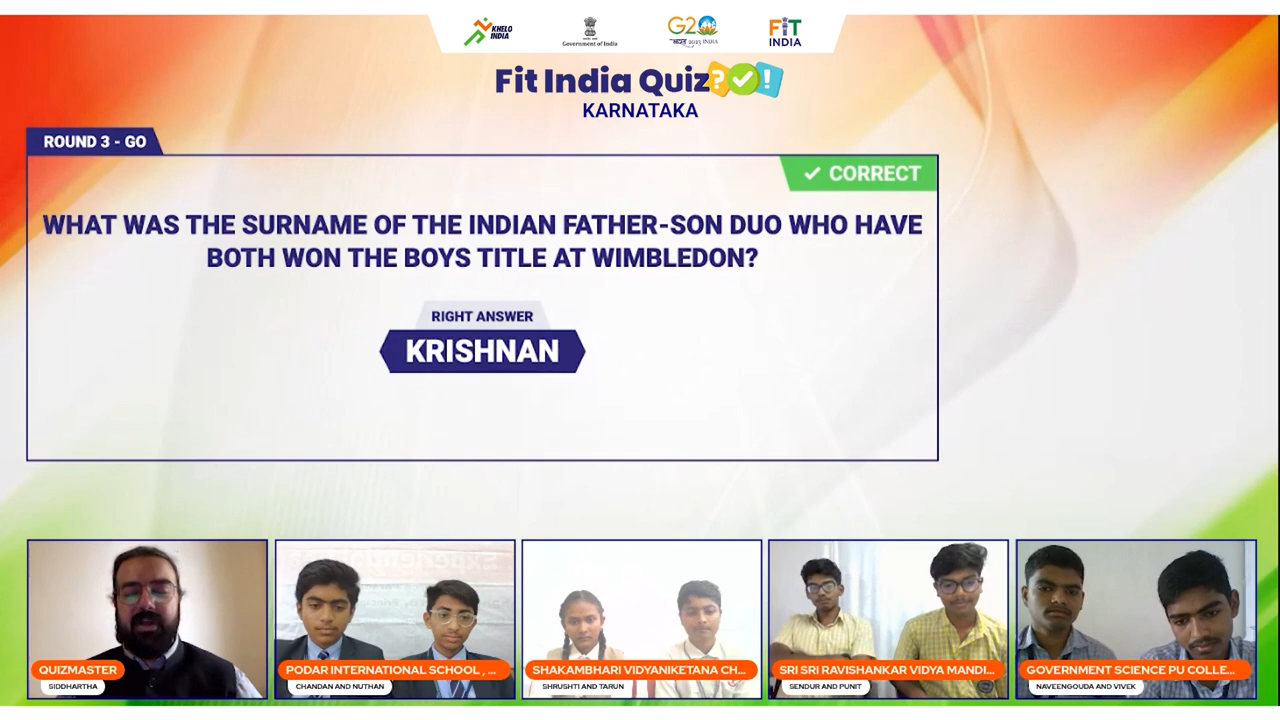 KHELO
INDIA
Government of India
G20
2023 INDIA
FIT
INDIA
Fit India Quiz?!
KARNATAKA
ROUND 3 - GO
CORRECT
WHAT WAS THE SURNAME OF THE INDIAN FATHER-SON DUO WHO HAVE
BOTH WON THE BOYS TITLE AT WIMBLEDON?
RIGHT ANSWER
KRISHNAN
QUIZMASTER
SIDDHARTHA
PODAR INTERNATIONAL SCHOOL , ...
CHANDAN AND NUTHAN
SHAKAMBHARI VIDYANIKETANA CH...
SHRUSHTI AND TARUN
SRI SRI RAVISHANKAR VIDYA MANDI...
SENDUR AND PUNIT
GOVERNMENT SCIENCE PU COLLE...
NAVEENGOUDA AND VIVEK